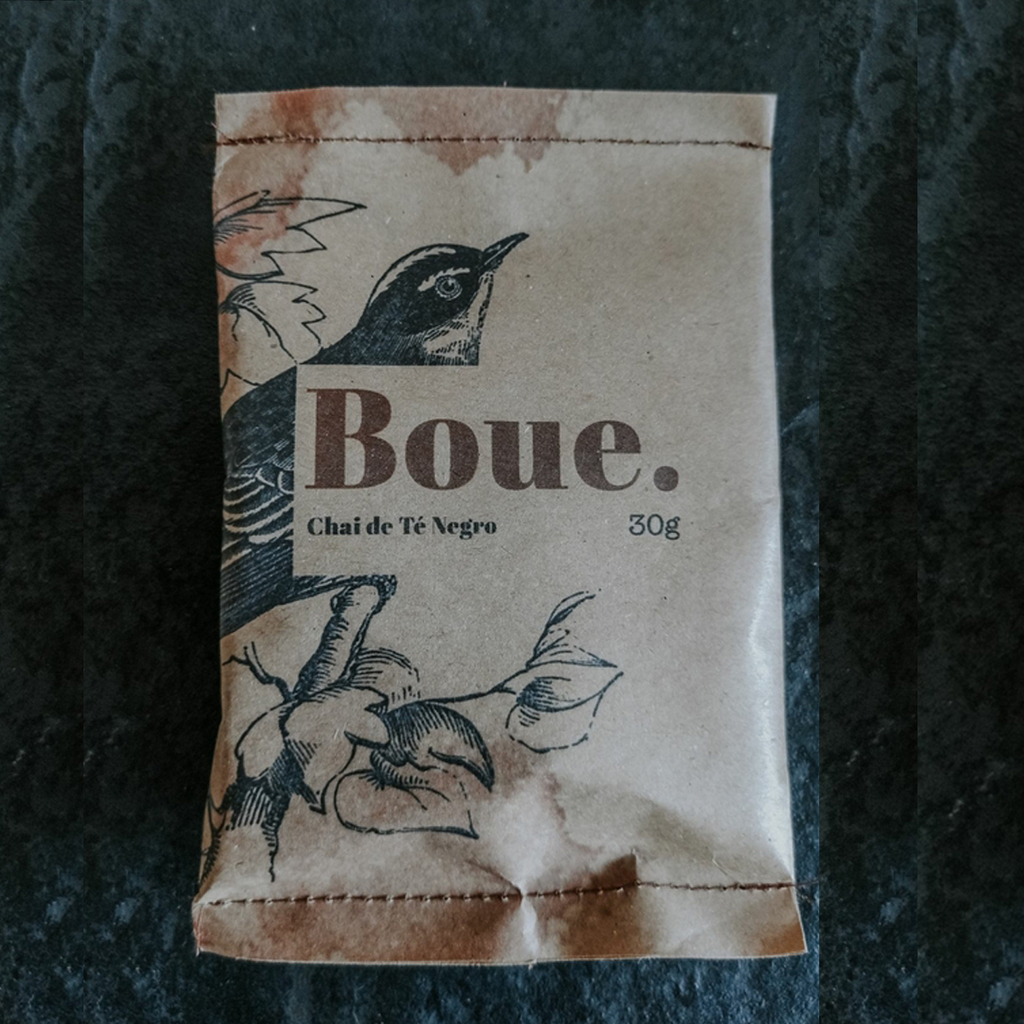 Boue.
Chai de Té Negro 30g